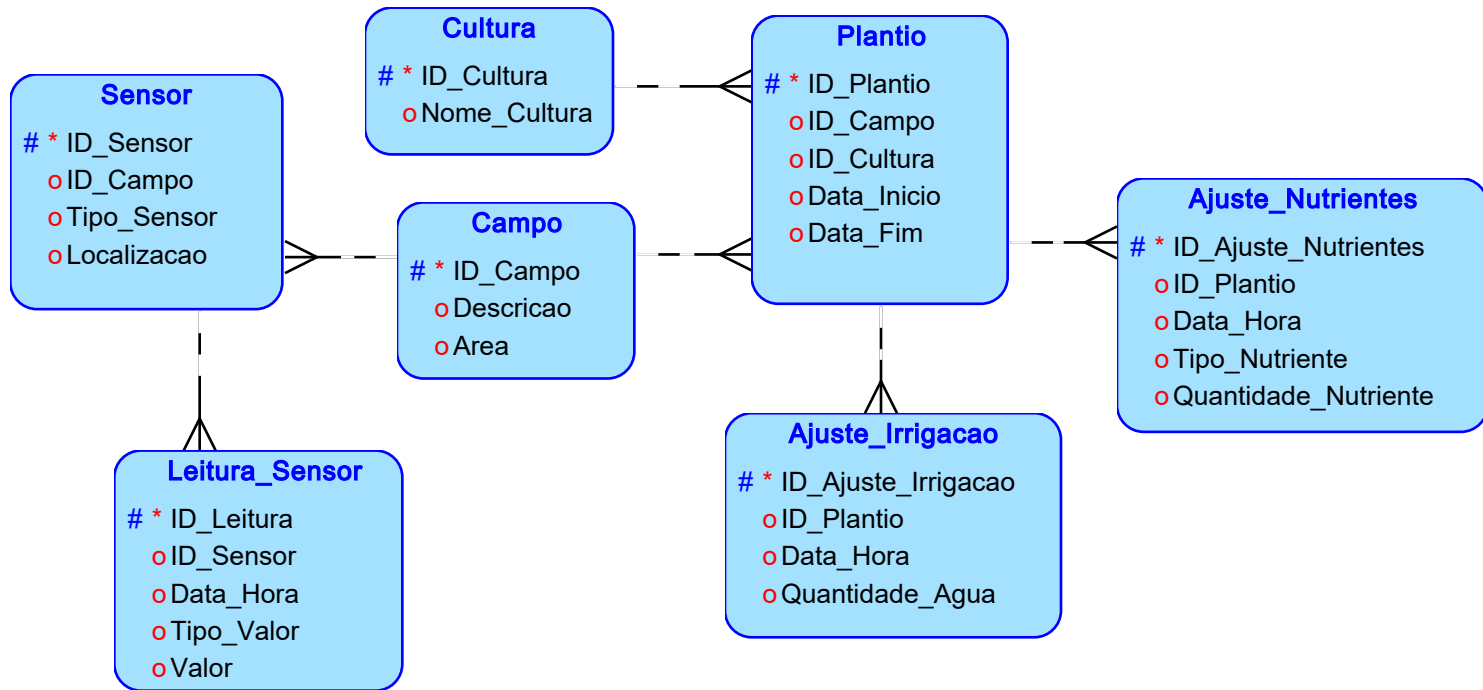 Cultura
# * ID_Cultura
o Nome_Cultura
Plantio
# * ID_Plantio
o ID_Campo
o ID_Cultura
o Data_Inicio
o Data_Fim
Sensor
# * ID_Sensor
o ID_Campo
o Tipo_Sensor
o Localizacao
Campo
# * ID_Campo
o Descricao
o Area
Ajuste_Nutrientes
# * ID_Ajuste_Nutrientes
o ID_Plantio
o Data_Hora
o Tipo_Nutriente
o Quantidade_Nutriente
Leitura_Sensor
# * ID_Leitura
o ID_Sensor
o Data_Hora
o Tipo_Valor
o Valor
Ajuste_Irrigacao
# * ID_Ajuste_Irrigacao
o ID_Plantio
o Data_Hora
o Quantidade_Agua